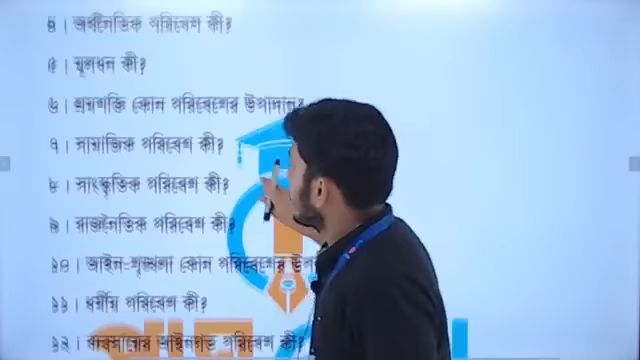 ৪। অর্থনৈতিক পরিবেশ কী?
৫। মূলধন কী?
৬। শ্রমশক্তি কোন পরিবেশের উপাদান?
৭। সামাজিক পরিবেশ কী?
৮। সাংস্কৃতিক পরিবেশ কী?
৯। রাজনৈতিক পরিবেশ কী?
১০। আইন-শৃঙ্খলা কোন পরিবেশের
১১। ধর্মীয় পরিবেশ কী?
১২। ব্যবসায়ের আইনগত পরিবেশ কী?